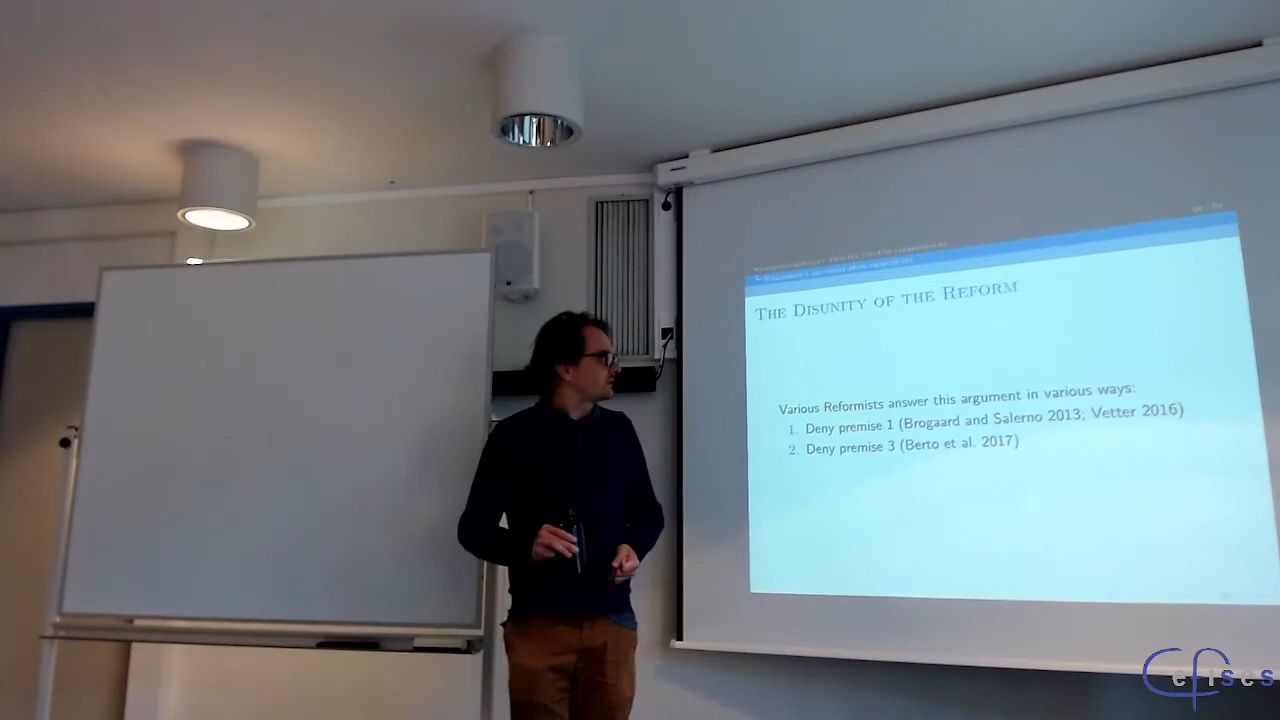 THE DISUNITY OF THE REFORM
Various Reformists answer this argument in various ways:
1. Deny premise 1 (Brogaard and Salerno 2013; Vetter 2016)
2. Deny premise 3 (Berto et al. 2017)
Cefises